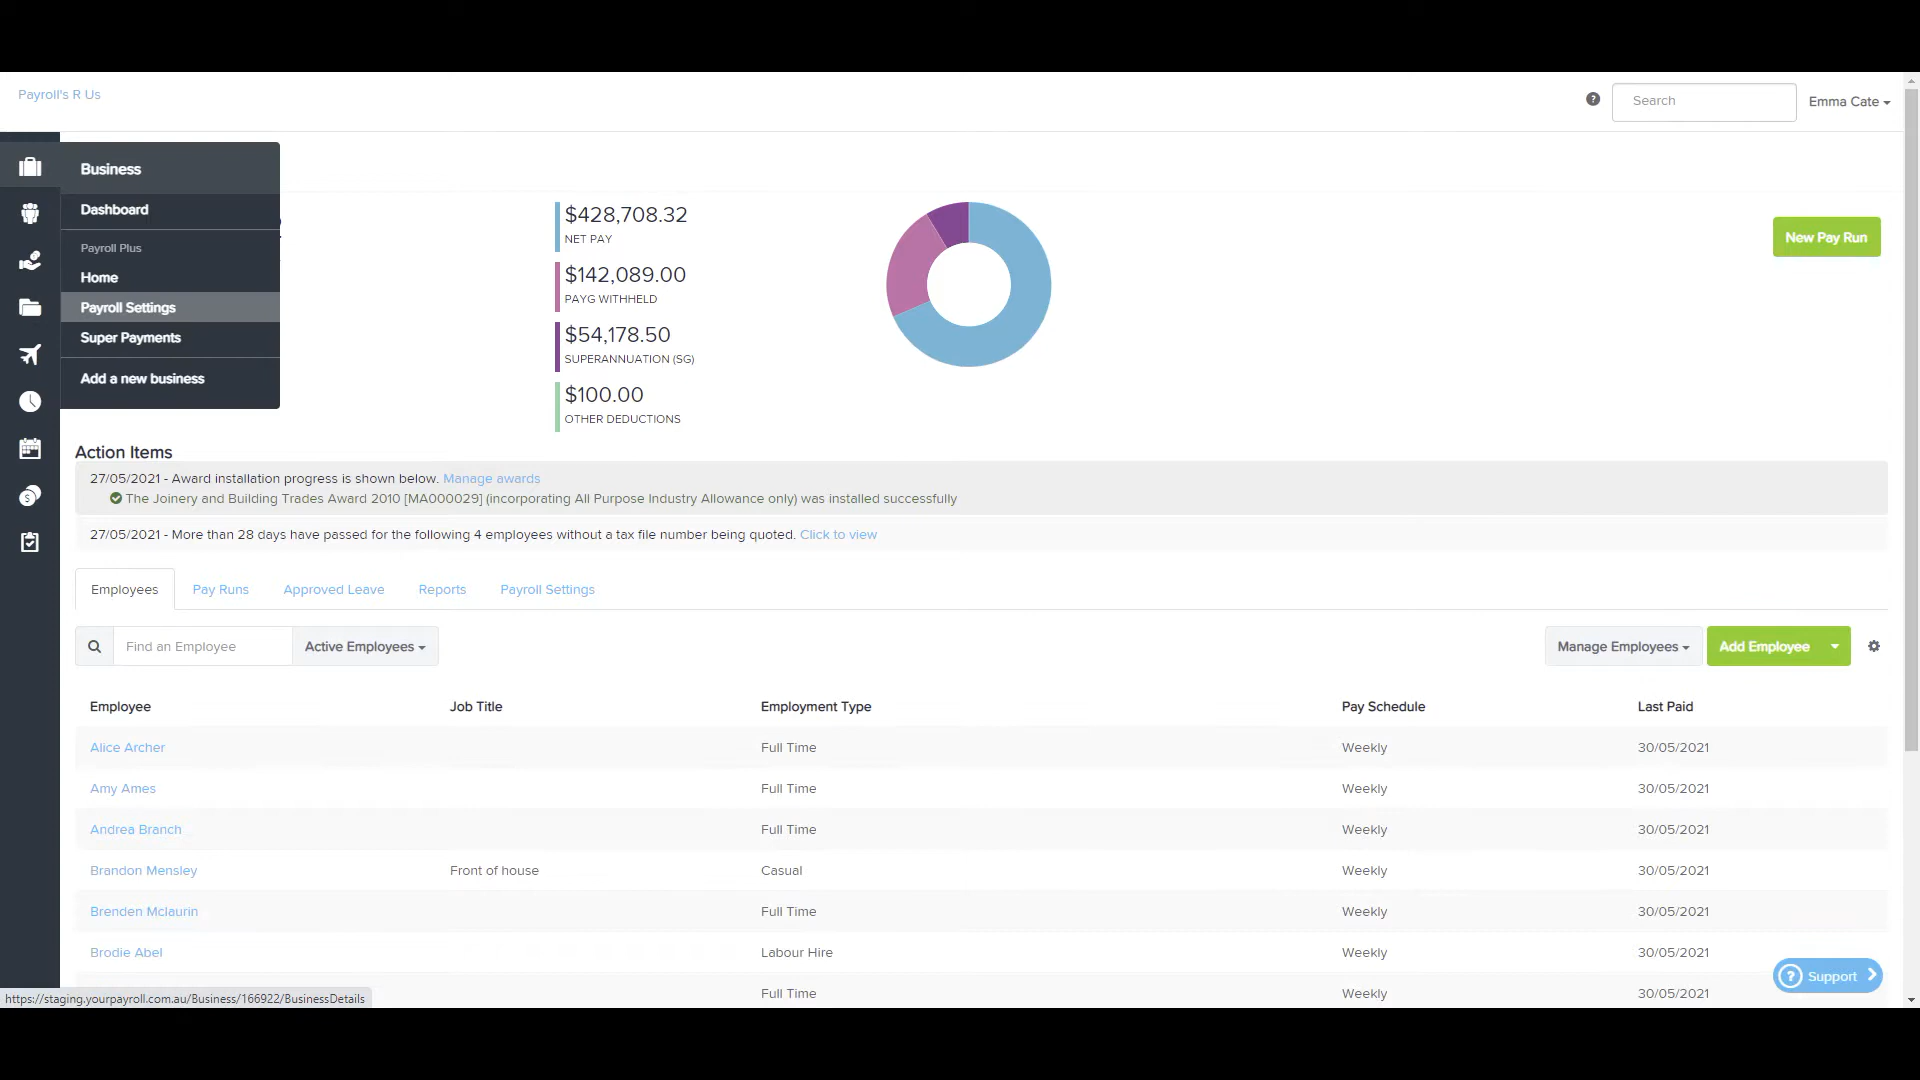 Payroll's R Us
Search
Emma Cate
Business
Dashboard
Payroll Plus
Home
Payroll Settings
Super Payments
Add a new business
$428,708.32
NET PAY
$142,089.00
PAYG WITHHELD
$54,178.50
SUPERANNUATION (SG)
$100.00
OTHER DEDUCTIONS
New Pay Run
Action Items
27/05/2021 - Award installation progress is shown below. Manage awards
The Joinery and Building Trades Award 2010 [MA000029] (incorporating All Purpose Industry Allowance only) was installed successfully
27/05/2021 - More than 28 days have passed for the following 4 employees without a tax file number being quoted. Click to view
Employees Pay Runs Approved Leave Reports Payroll Settings
Find an Employee Active Employees Manage Employees Add Employee
Employee Job Title Employment Type Pay Schedule Last Paid
Alice Archer Full Time Weekly 30/05/2021
Amy Ames Full Time Weekly 30/05/2021
Andrea Branch Full Time Weekly 30/05/2021
Brandon Mensley Front of house Casual Weekly 30/05/2021
Brenden Mclaurin Full Time Weekly 30/05/2021
Brodie Abel Labour Hire Weekly 30/05/2021
Full Time Weekly 30/05/2021
? Support
https://staging.yourpayroll.com.au/Business/166922/BusinessDetails